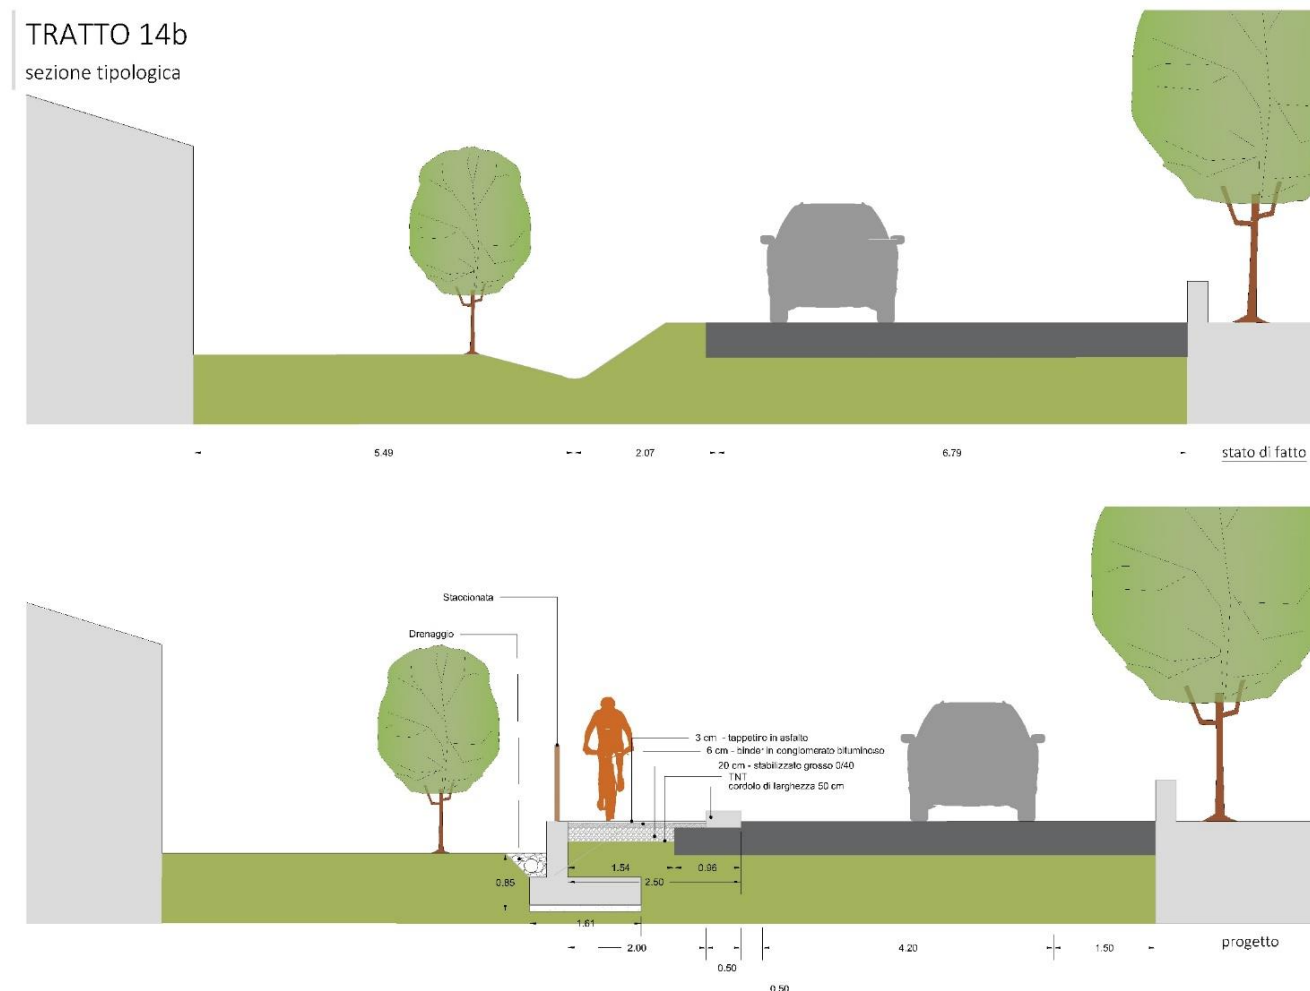 TRATTO 14b
sezione tipologica
5.49
2.07
6.79
stato di fatto
Staccionata
Drenaggio
3 cm - tappetino in asfalto
6 cm - binder in conglomerato bituminoso
20 cm - stabilizzato grosso 0/40
TNT
cordolo di larghezza 50 cm
1.54
0.96
0.85
2.50
1.61
2.00
4.20
1.50
progetto
0.50
0.50